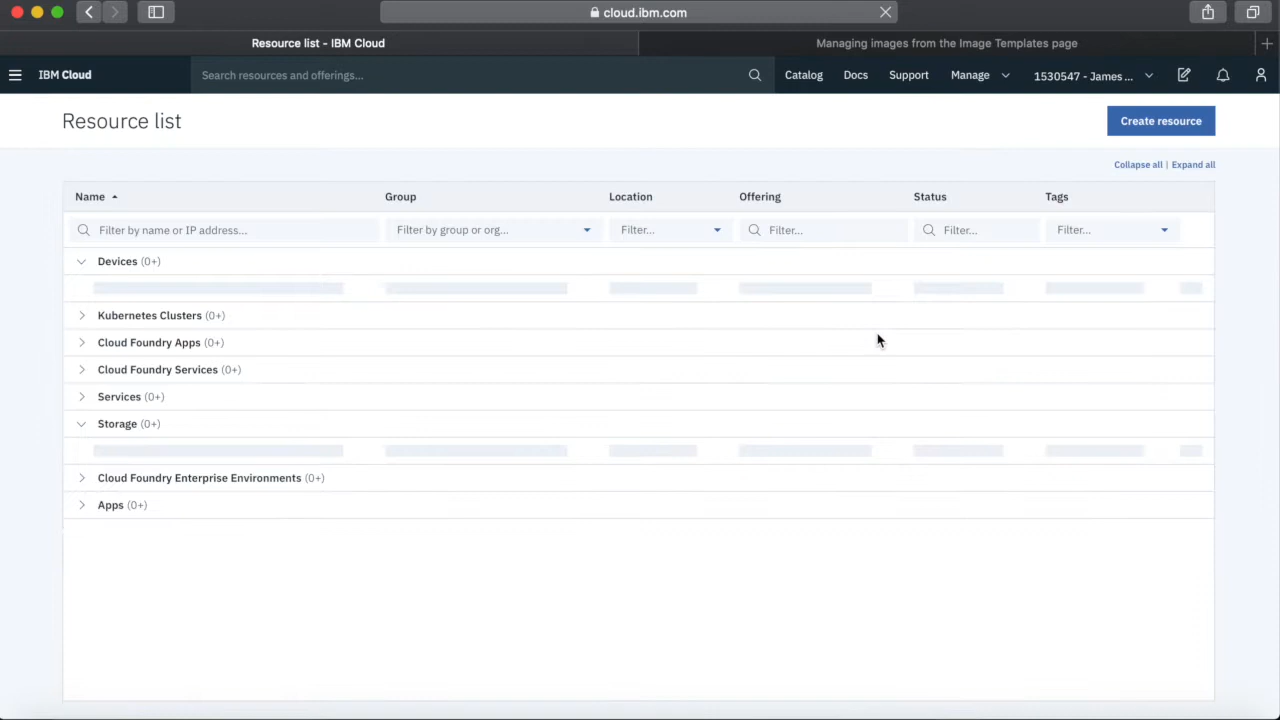 cloud.ibm.com
Resource list - IBM Cloud
Managing images from the Image Templates page
IBM Cloud
Search resources and offerings...
Catalog
Docs
Support
Manage
1530547 - James ...
Resource list
Create resource
Collapse all | Expand all
Name
Group
Location
Offering
Status
Tags
Filter by name or IP address...
Filter by group or org...
Filter...
Filter...
Filter...
Filter...
Devices (0+)
Kubernetes Clusters (0+)
Cloud Foundry Apps (0+)
Cloud Foundry Services (0+)
Services (0+)
Storage (0+)
Cloud Foundry Enterprise Environments (0+)
Apps (0+)